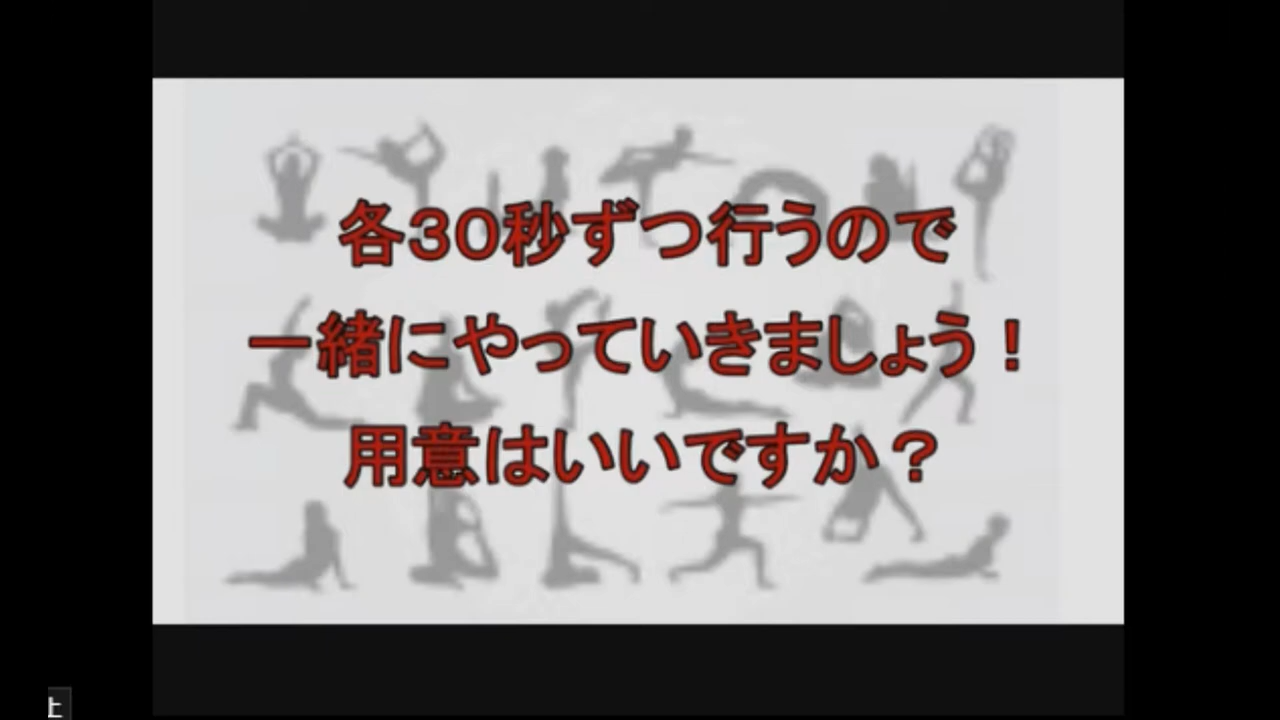 各30秒ずつ行うので
一緒にやっていきましょう！
用意はいいですか？